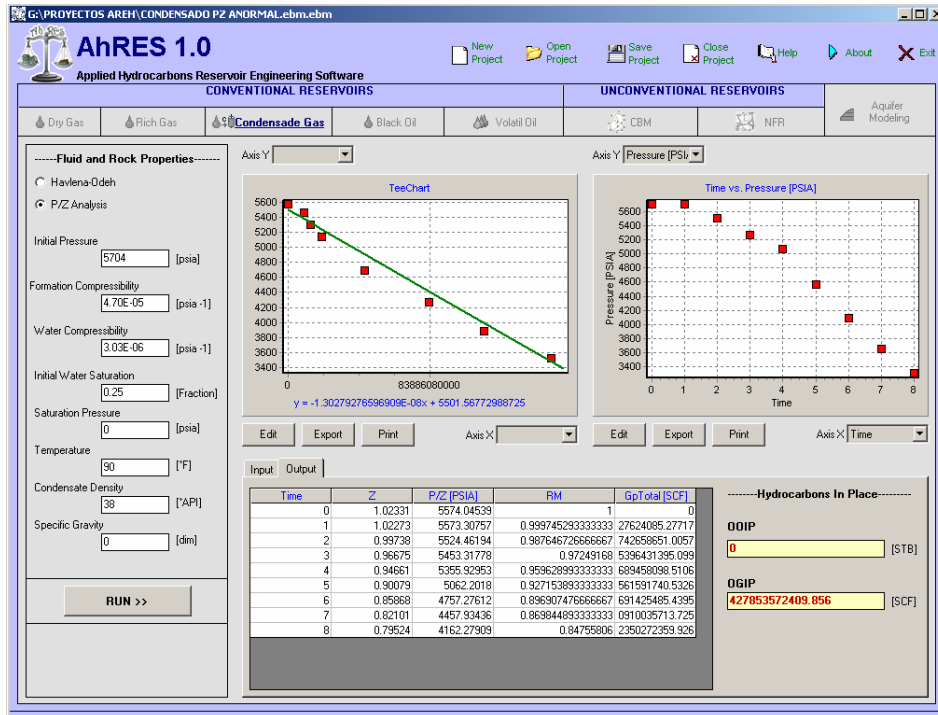 G:\PROYECTOS AREH\CONDENSADO PZ ANORMAL.ebm.ebm
Ah Res
AhRES 1.0
Applied Hydrocarbons Reservoir Engineering Software
New Project
Open Project
Save Project
Close Project
Help
About
Exit
CONVENTIONAL RESERVOIRS
UNCONVENTIONAL RESERVOIRS
Aquifer Modeling
Dry Gas
Rich Gas
Condensade Gas
Black Oil
Volatil Oil
CBM
NFR
------Fluid and Rock Properties-------
Havlena-Odeh
P/Z Analysis
Initial Pressure
5704 [psia]
Formation Compressibility
4.70E-05 [psia -1]
Water Compressibility
3.03E-06 [psia -1]
Initial Water Saturation
0.25 [Fraction]
Saturation Pressure
0 [psia]
Temperature
90 [°F]
Condensate Density
38 [°API]
Specific Gravity
0 [dim]
RUN >>
Axis Y
TeeChart
5600
5400
5200
5000
4800
4600
4400
4200
4000
3800
3600
3400
0 83886080000
y = -1.30279276596909E-08x + 5501.56772988725
Edit Export Print Axis X
Axis Y Pressure [PSI/
Time vs. Pressure [PSIA]
Pressure [PSIA]
5600
5400
5200
5000
4800
4600
4400
4200
4000
3800
3600
3400
0 1 2 3 4 5 6 7 8
Time
Edit Export Print Axis X Time
Input Output
Time Z P/Z [PSIA] RM GpTotal [SCF]
0 1.02331 5574.04539 1 0
1 1.02273 5573.30757 0.999745293333333 27624085.27717
2 0.99738 5524.46194 0.987646726666667 742658651.0057
3 0.96675 5453.31778 0.97249168 5396431395.099
4 0.94661 5355.92953 0.959628993333333 689458098.5106
5 0.90079 5062.2018 0.927153893333333 561591740.5326
6 0.85868 4757.27612 0.896907476666667 691425485.4395
7 0.82101 4457.93436 0.869844893333333 0910035713.725
8 0.79524 4162.27909 0.84755806 2350272359.926
--------Hydrocarbons In Place---------
OOIP
0 [STB]
OGIP
427853572409.856 [SCF]